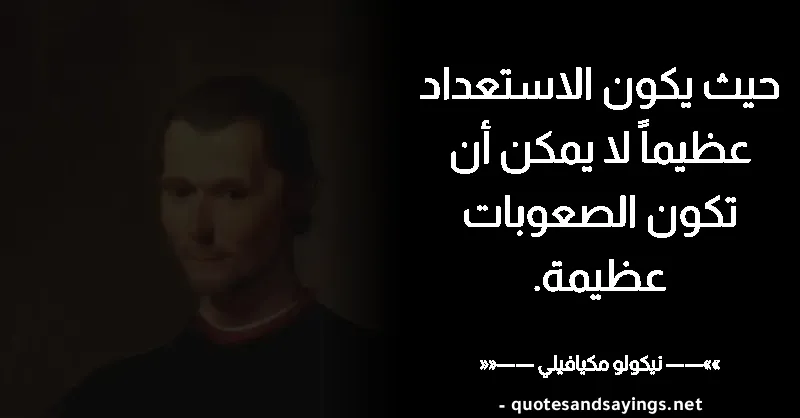 حيث يكون الاستعداد
عظيماً لا يمكن أن
تكون الصعوبات
عظيمة.
»»—— نيكولو مكيافيلي ——««
- quotesandsayings.net